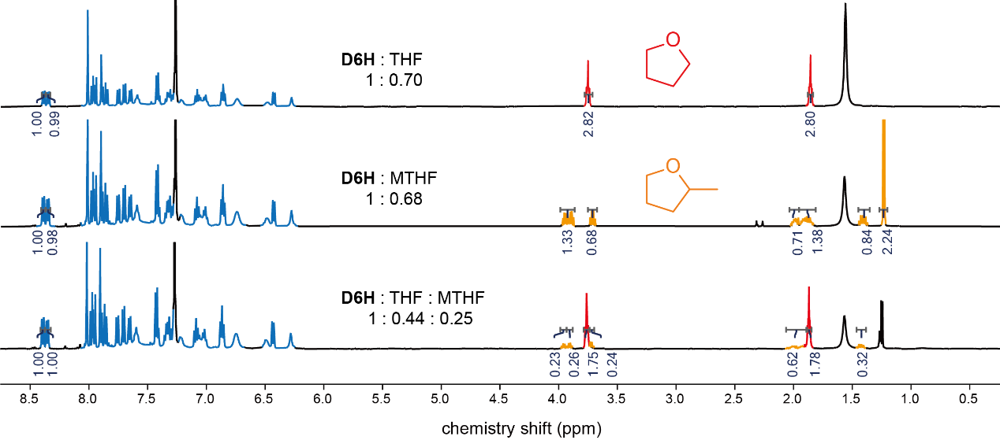 D6H : THF
1 : 0.70
O
1.00
0.99
2.82
2.80
D6H : MTHF
1 : 0.68
O
1.00
0.98
1.33
0.68
0.71
1.38
0.84
2.24
D6H : THF : MTHF
1 : 0.44 : 0.25
1.00
1.00
0.23
0.26
1.75
0.24
0.62
1.78
0.32
8.5 8.0 7.5 7.0 6.5 6.0 5.5 5.0 4.5 4.0 3.5 3.0 2.5 2.0 1.5 1.0 0.5
chemistry shift (ppm)